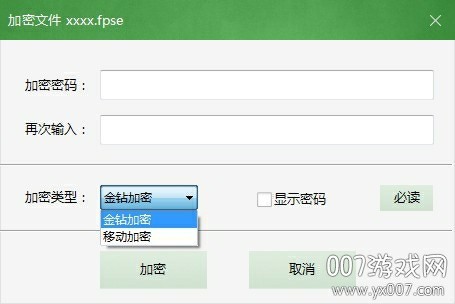 加密文件 xxxx.fpse
加密密码：
再次输入：
加密类型： 金钻加密 显示密码 必读
金钻加密
移动加密
加密 取消
007游戏网
www.yx007.com